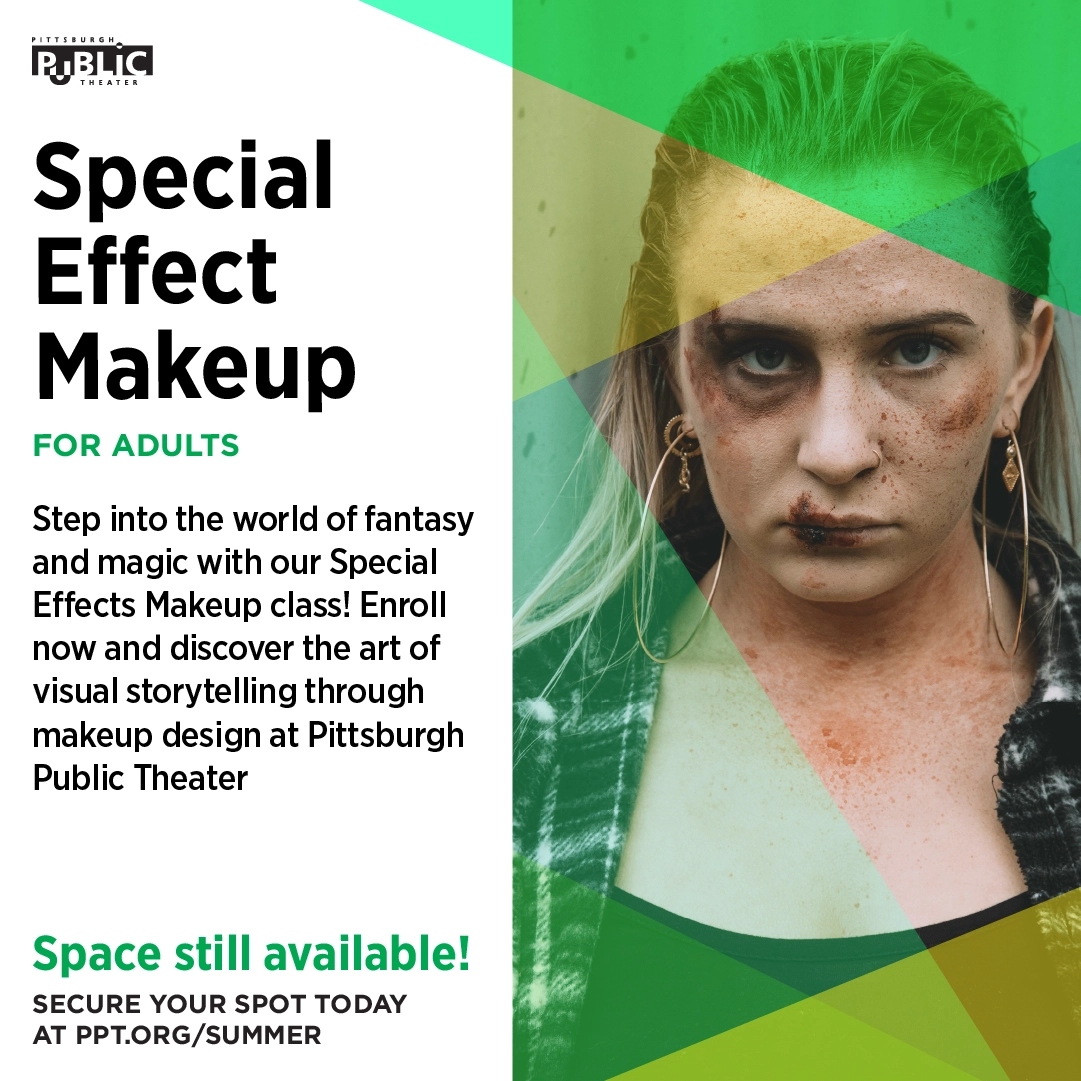 PITTSBURGH
PUBLIC
THEATER
Special
Effect
Makeup
FOR ADULTS
Step into the world of fantasy
and magic with our Special
Effects Makeup class! Enroll
now and discover the art of
visual storytelling through
makeup design at Pittsburgh
Public Theater
Space still available!
SECURE YOUR SPOT TODAY
AT PPT.ORG/SUMMER